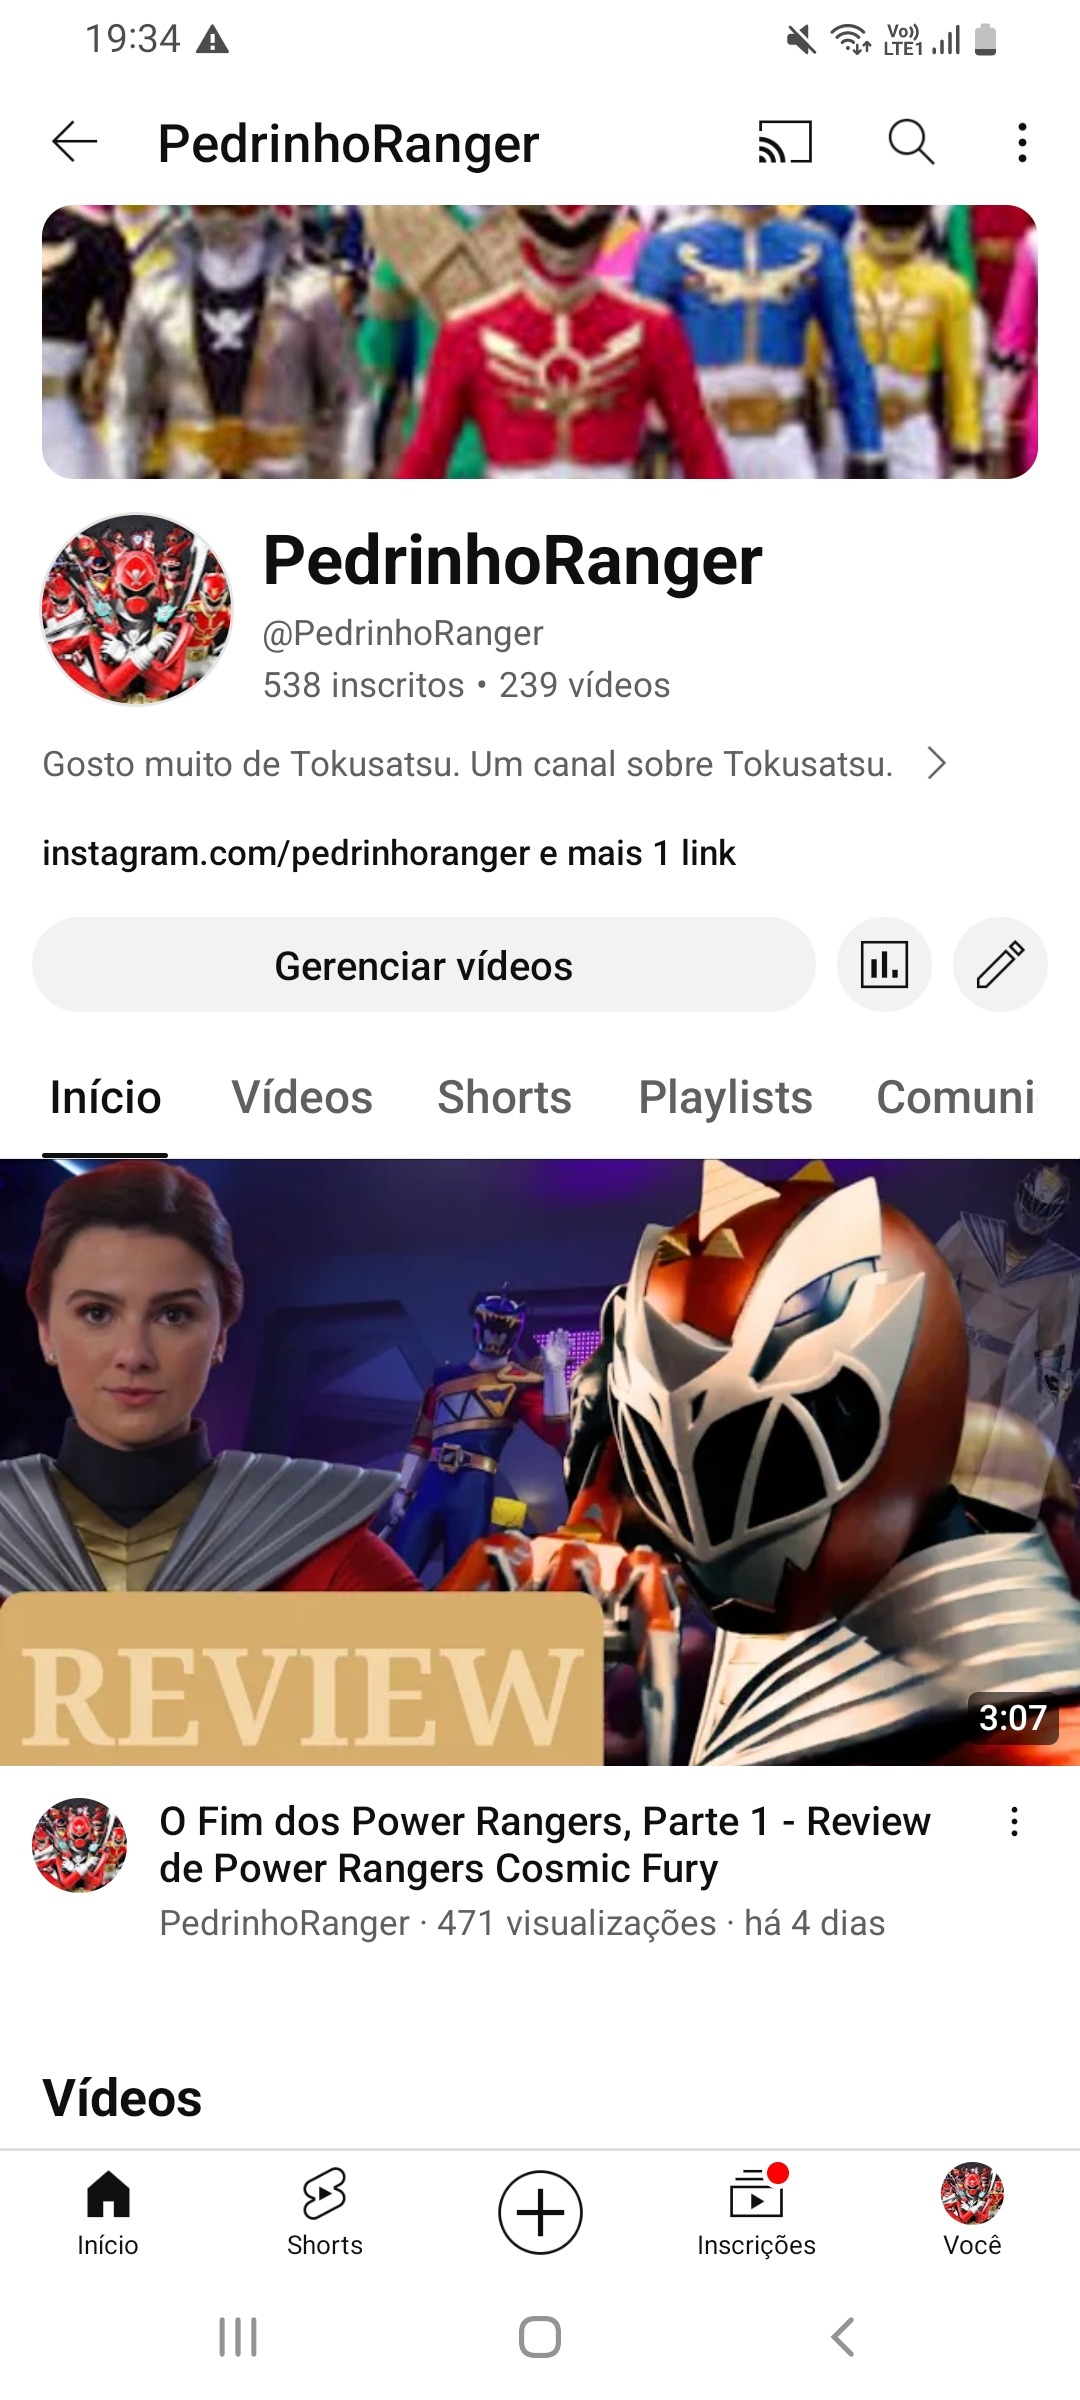 19:34
Vo))
LTE1
PedrinhoRanger
PedrinhoRanger
@PedrinhoRanger
538 inscritos • 239 vídeos
Gosto muito de Tokusatsu. Um canal sobre Tokusatsu.
instagram.com/pedrinhoranger e mais 1 link
Gerenciar vídeos
Início Vídeos Shorts Playlists Comuni
REVIEW
3:07
O Fim dos Power Rangers, Parte 1 - Review
de Power Rangers Cosmic Fury
PedrinhoRanger · 471 visualizações · há 4 dias
Vídeos
Início Shorts Inscrições Você